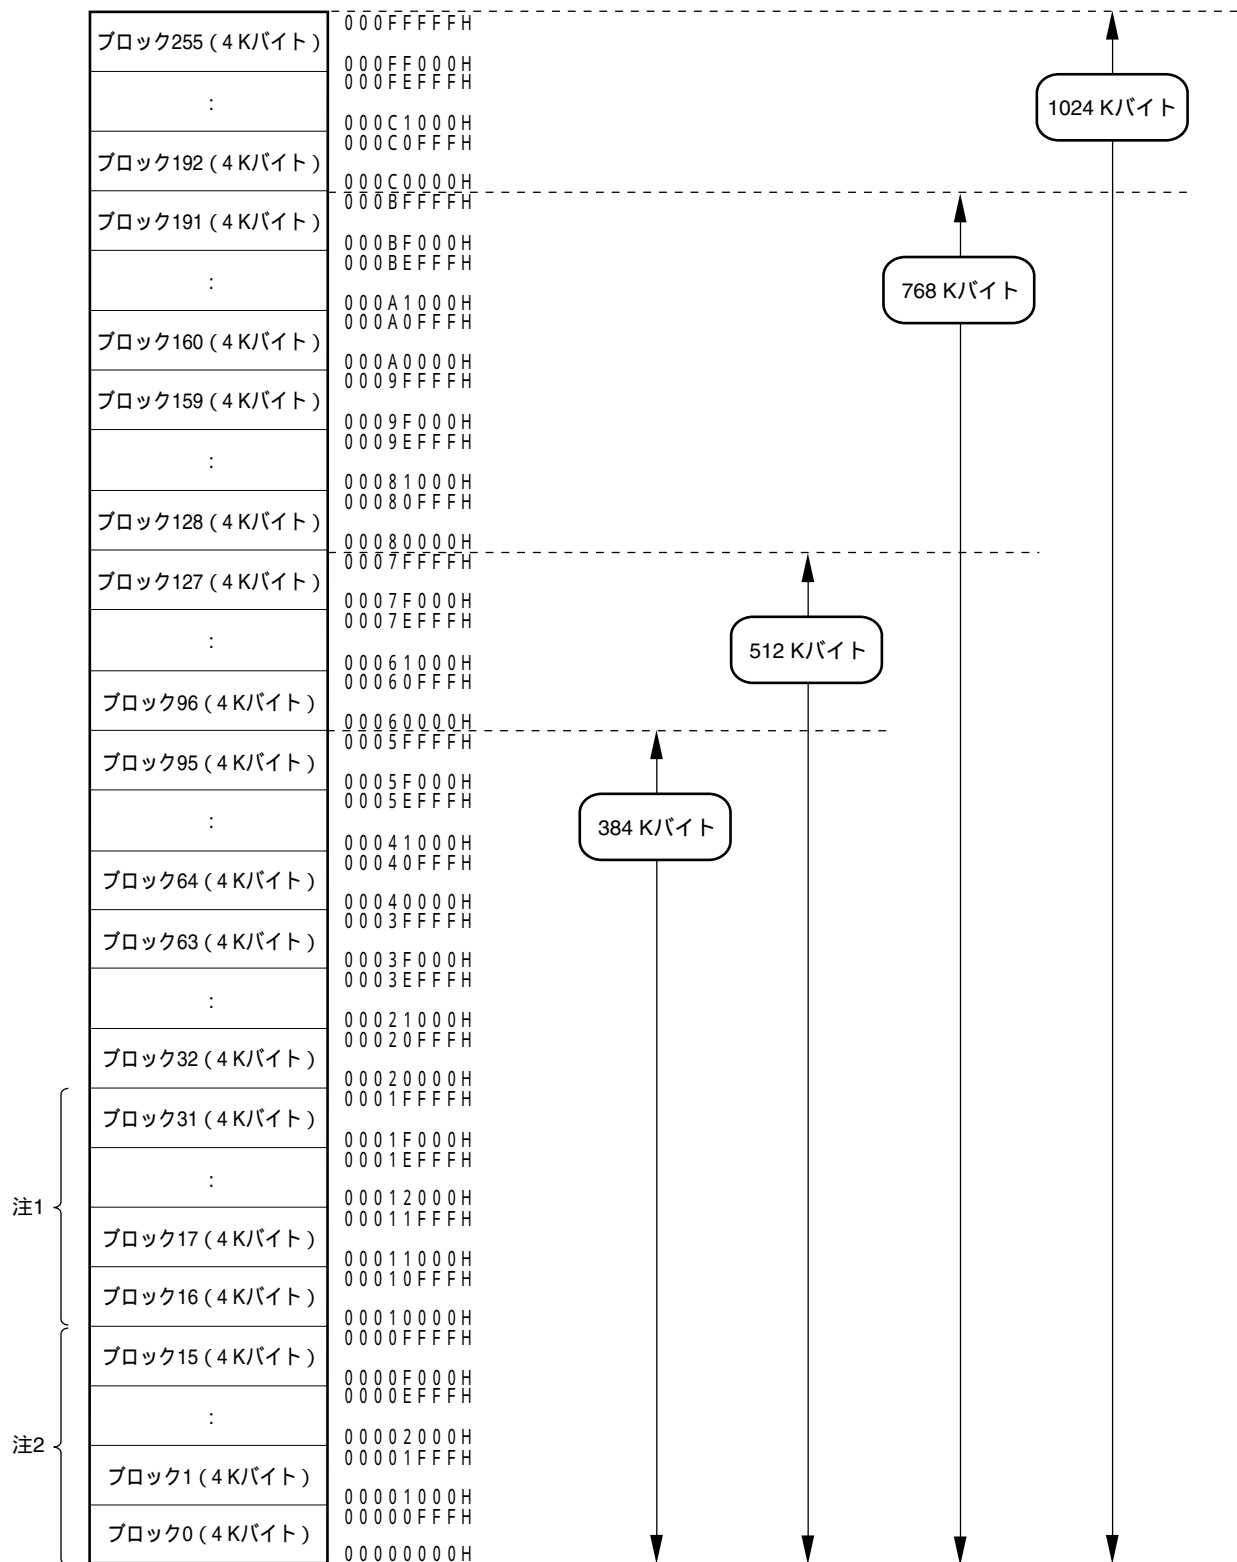 000FFFFFH
ブロック255（4 Kバイト）
000FF000H
000FEFFFH
1024 Kバイト
:
000C1000H
000C0FFFH
ブロック192（4 Kバイト）
000C0000H
000BFFFFH
ブロック191（4 Kバイト）
000BF000H
000BEFFFH
:
768 Kバイト
000A1000H
000A0FFFH
ブロック160（4 Kバイト）
000A0000H
0009FFFFH
ブロック159（4 Kバイト）
0009F000H
0009EFFFH
:
00081000H
00080FFFH
ブロック128（4 Kバイト）
00080000H
0007FFFFH
ブロック127（4 Kバイト）
0007F000H
0007EFFFH
:
512 Kバイト
00061000H
00060FFFH
ブロック96（4 Kバイト）
00060000H
0005FFFFH
ブロック95（4 Kバイト）
0005F000H
0005EFFFH
:
384 Kバイト
00041000H
00040FFFH
ブロック64（4 Kバイト）
00040000H
0003FFFFH
ブロック63（4 Kバイト）
0003F000H
0003EFFFH
:
00021000H
00020FFFH
ブロック32（4 Kバイト）
00020000H
0001FFFFH
ブロック31（4 Kバイト）
0001F000H
0001EFFFH
:
注1
00012000H
00011FFFH
ブロック17（4 Kバイト）
00011000H
00010FFFH
ブロック16（4 Kバイト）
00010000H
0000FFFFH
ブロック15（4 Kバイト）
0000F000H
0000EFFFH
:
注2
00002000H
00001FFFH
ブロック1（4 Kバイト）
00001000H
00000FFFH
ブロック0（4 Kバイト）
00000000H